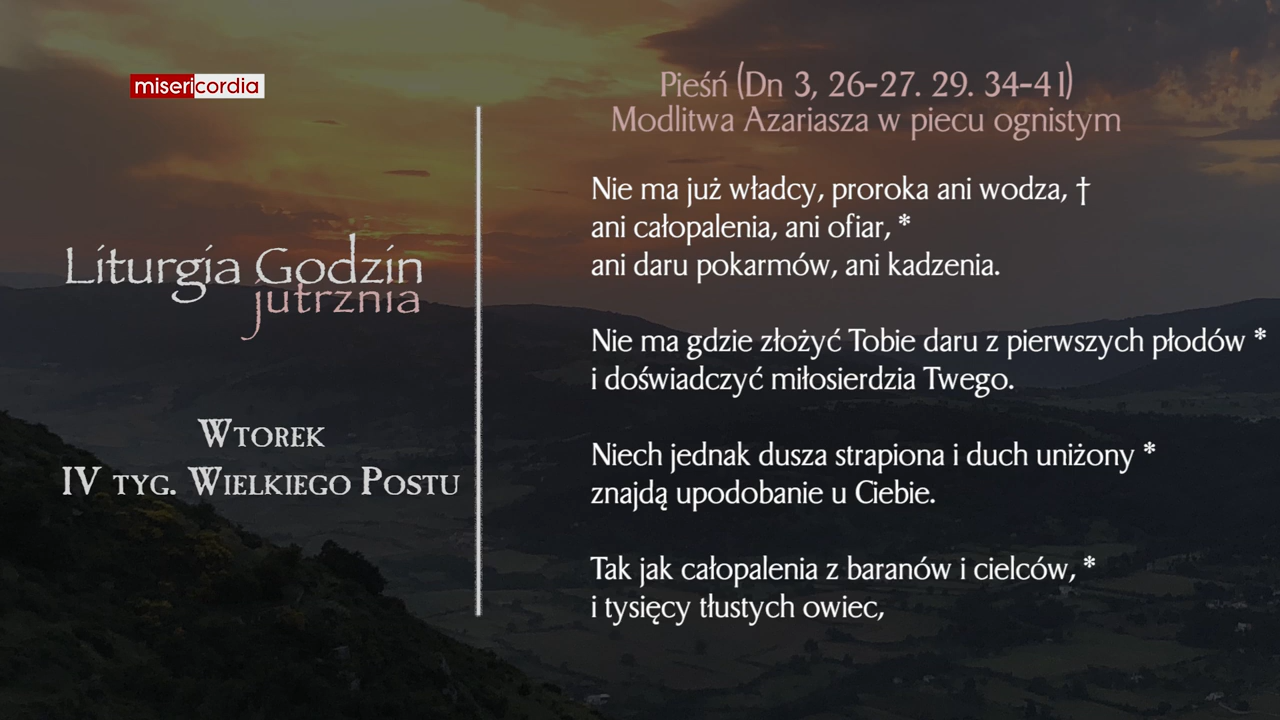 misericordia
Liturgia Godzin
jutrznia
Wtorek
IV tyg. Wielkiego Postu
Pieśń (Dn 3, 26-27. 29. 34-41)
Modlitwa Azariasza w piecu ognistym
Nie ma już władcy, proroka ani wodza, †
ani całopalenia, ani ofiar, *
ani daru pokarmów, ani kadzenia.
Nie ma gdzie złożyć Tobie daru z pierwszych płodów *
i doświadczyć miłosierdzia Twego.
Niech jednak dusza strapiona i duch uniżony *
znajdą upodobanie u Ciebie.
Tak jak całopalenia z baranów i cielców, *
i tysięcy tłustych owiec,